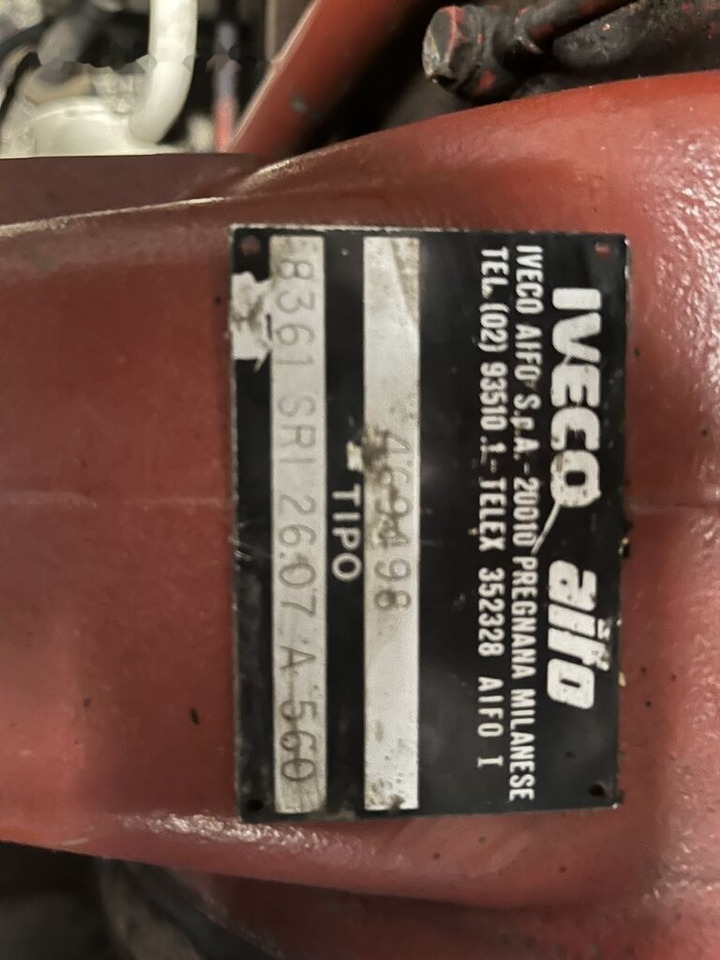 IVECO aifo
IVECO AIFO S.p.A.-20010 PREGNANA MILANESE
TEL. (02) 93510.1- TELEX 352328 AIFO I
TIPO
8361 SRI 26.07 A 560